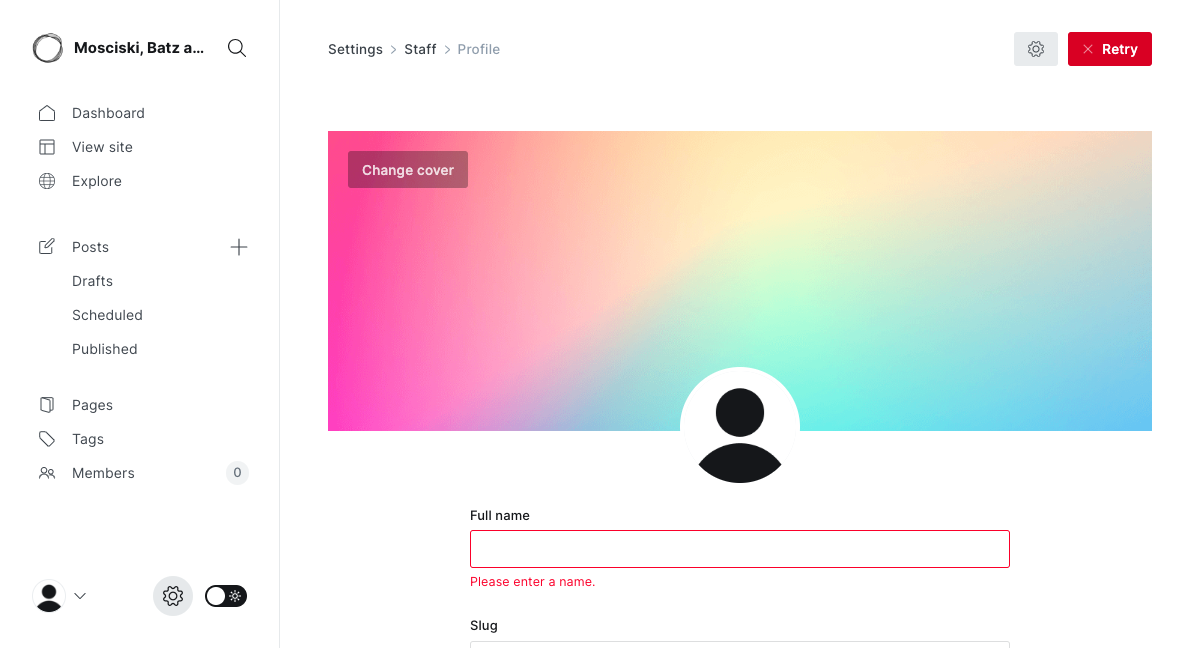 Mosciski, Batz a...
Dashboard
View site
Explore
Posts
Drafts
Scheduled
Published
Pages
Tags
Members
0
Settings > Staff > Profile
Retry
Change cover
Full name
Please enter a name.
Slug